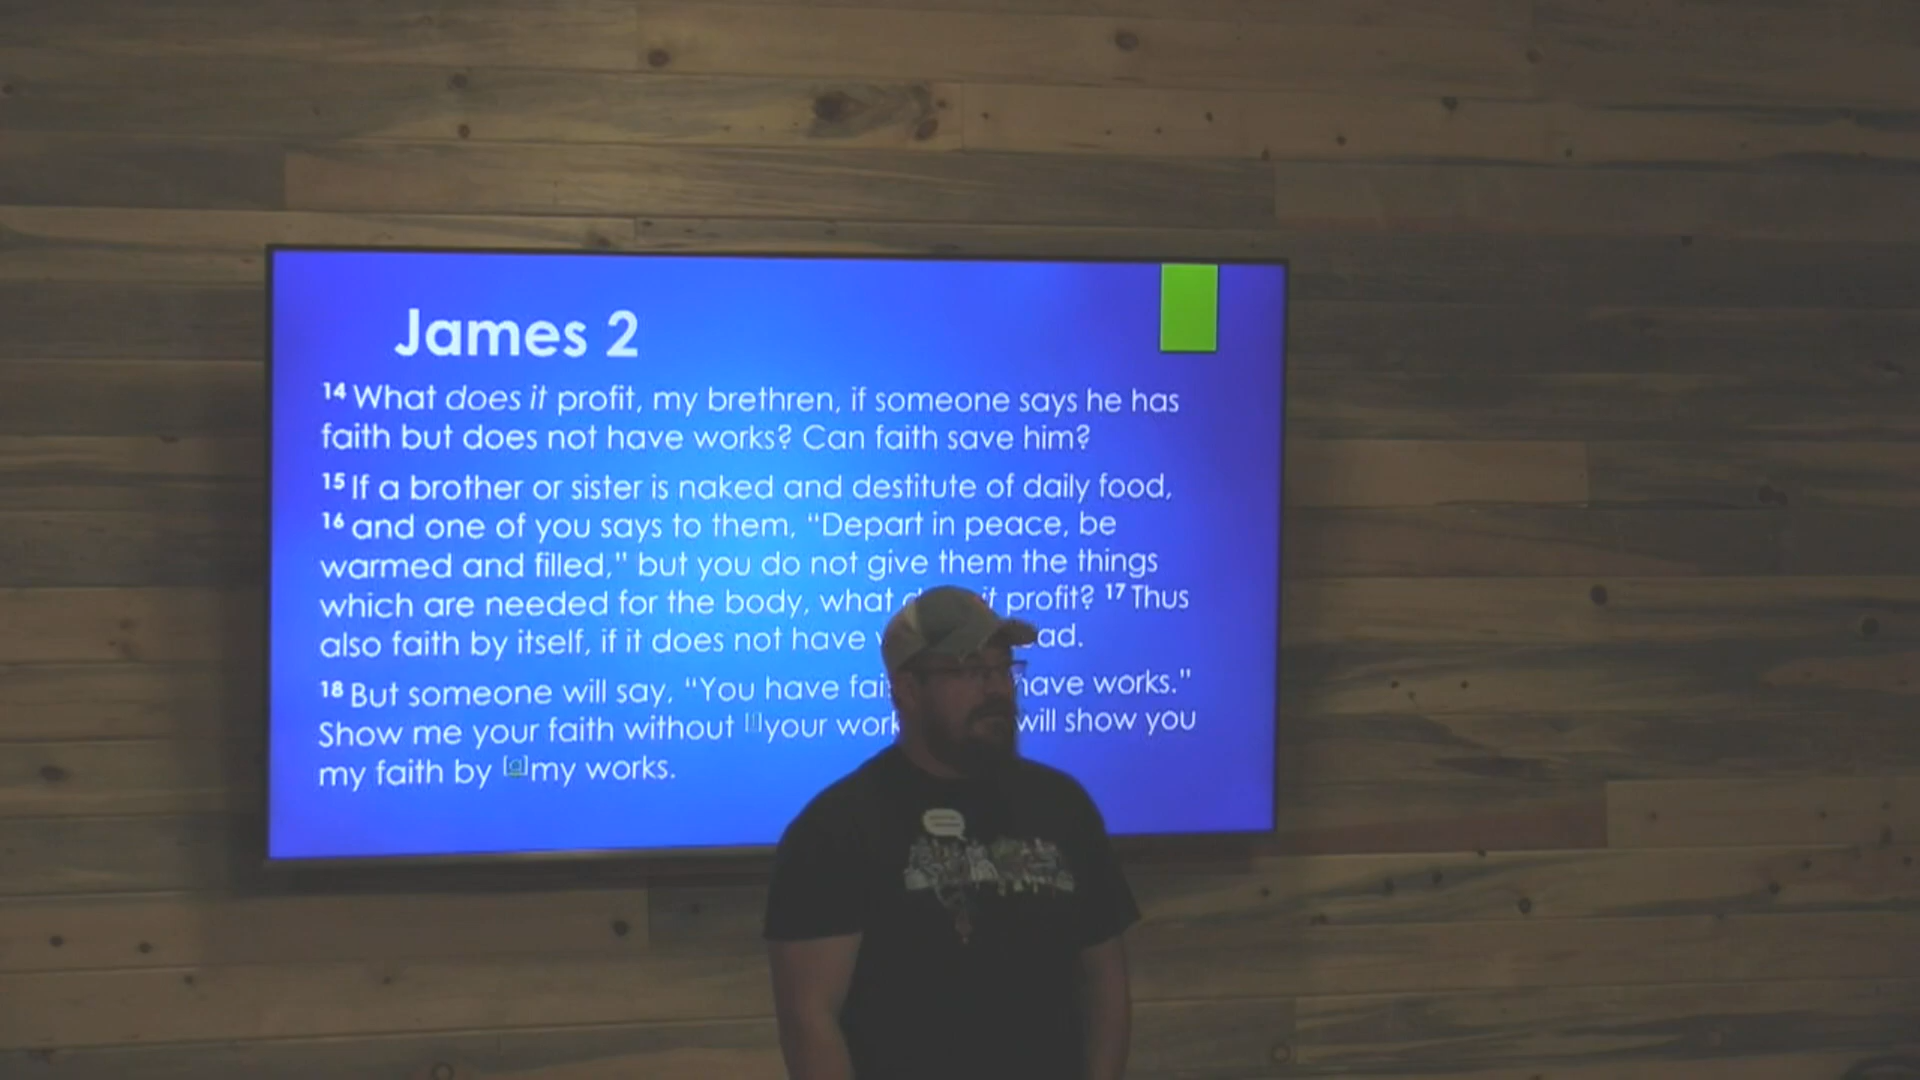 James 2
14 What does it profit, my brethren, if someone says he has
faith but does not have works? Can faith save him?
15 If a brother or sister is naked and destitute of daily food,
16 and one of you says to them, “Depart in peace, be
warmed and filled,” but you do not give them the things
which are needed for the body, what it profit? 17 Thus
also faith by itself, if it does not have
18 But someone will say, “You have have works.”
Show me your faith without your will show you
my faith by [a]my works.